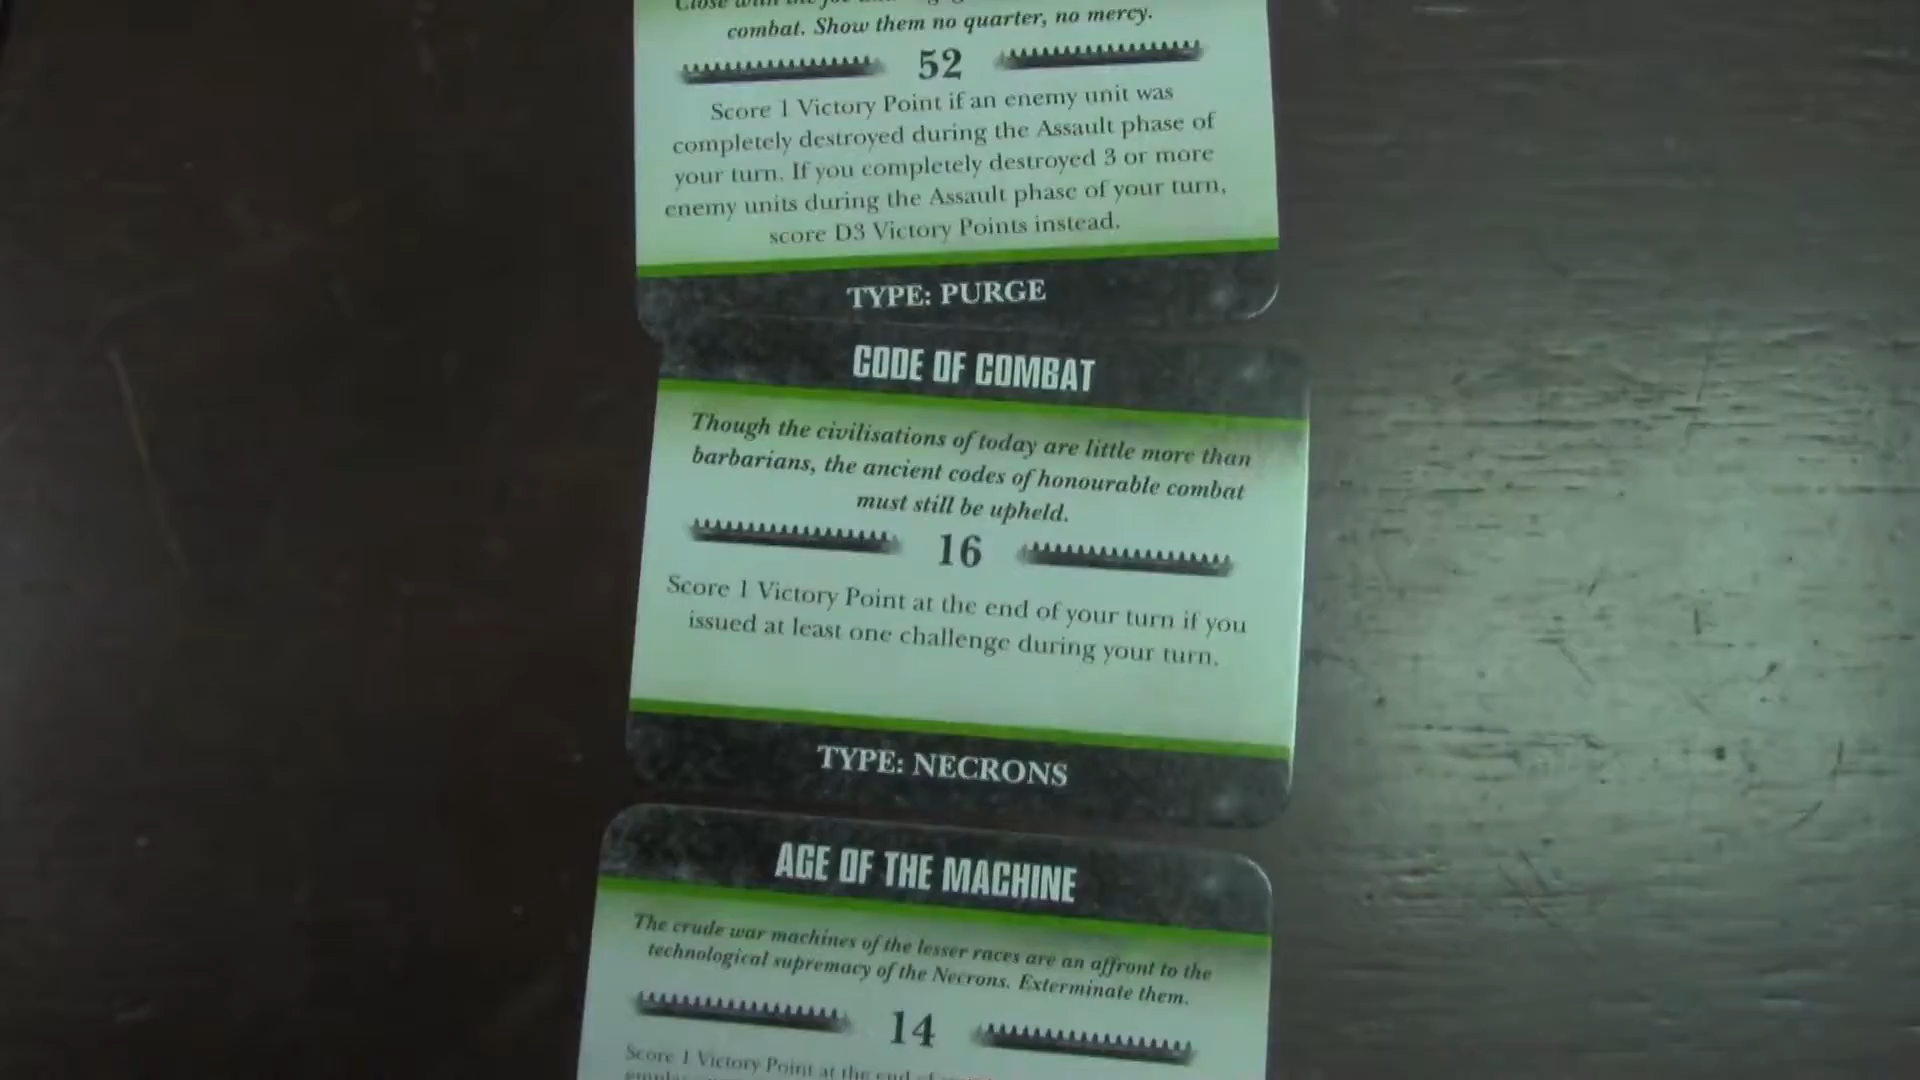 Close with the foe
combat. Show them no quarter, no mercy.
52
Score 1 Victory Point if an enemy unit was
completely destroyed during the Assault phase of
your turn. If you completely destroyed 3 or more
enemy units during the Assault phase of your turn,
score D3 Victory Points instead.
TYPE: PURGE
CODE OF COMBAT
Though the civilisations of today are little more than
barbarians, the ancient codes of honourable combat
must still be upheld.
16
Score 1 Victory Point at the end of your turn if you
issued at least one challenge during your turn.
TYPE: NECRONS
AGE OF THE MACHINE
The crude war machines of the lesser races are an affront to the
technological supremacy of the Necrons. Exterminate them.
14
Score 1 Victory Point at the end of